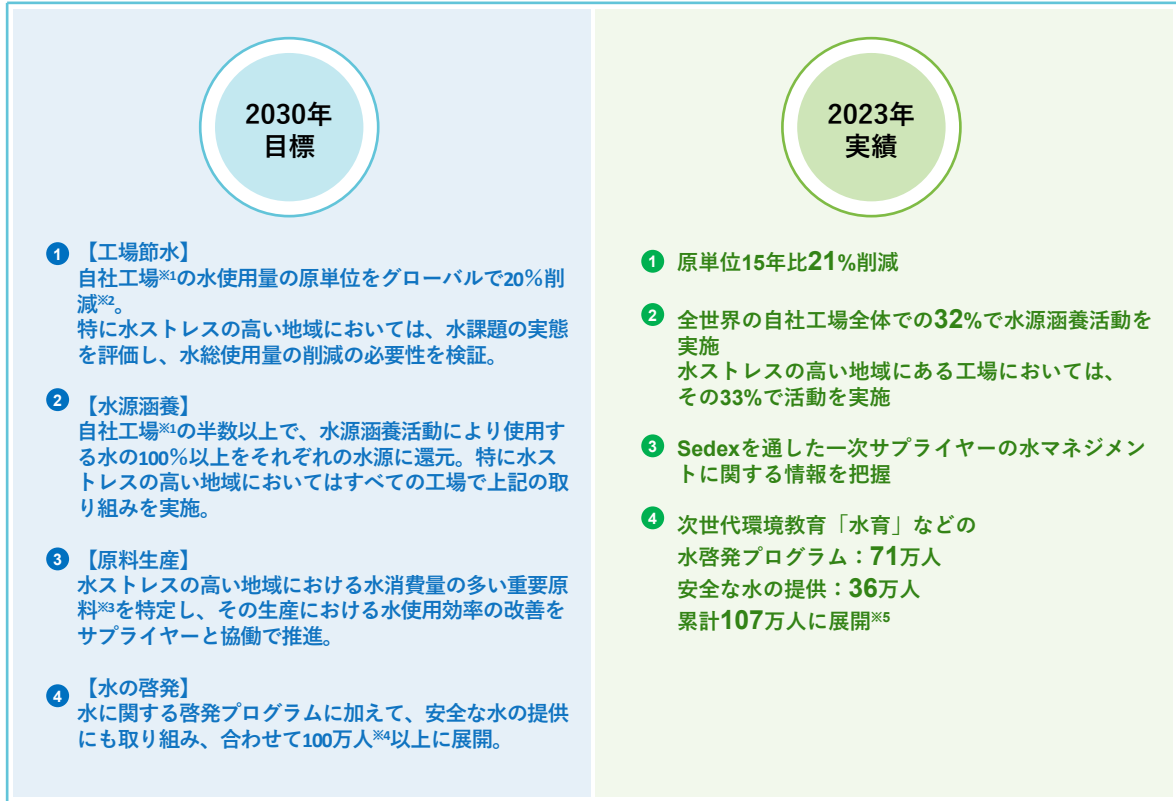 2030年
目標
1 【工場節水】
自社工場※1の水使用量の原単位をグローバルで20％削
減※2。
特に水ストレスの高い地域においては、水課題の実態
を評価し、水総使用量の削減の必要性を検証。
2 【水源涵養】
自社工場※1の半数以上で、水源涵養活動により使用す
る水の100％以上をそれぞれの水源に還元。特に水ス
トレスの高い地域においてはすべての工場で上記の取
り組みを実施。
3 【原料生産】
水ストレスの高い地域における水消費量の多い重要原
料※3を特定し、その生産における水使用効率の改善を
サプライヤーと協働で推進。
4 【水の啓発】
水に関する啓発プログラムに加えて、安全な水の提供
にも取り組み、合わせて100万人※4以上に展開。
2023年
実績
1 原単位15年比21%削減
2 全世界の自社工場全体での32%で水源涵養活動を
実施
水ストレスの高い地域にある工場においては、
その33%で活動を実施
3 Sedexを通した一次サプライヤーの水マネジメン
トに関する情報を把握
4 次世代環境教育「水育」などの
水啓発プログラム：71万人
安全な水の提供：36万人
累計107万人に展開※5